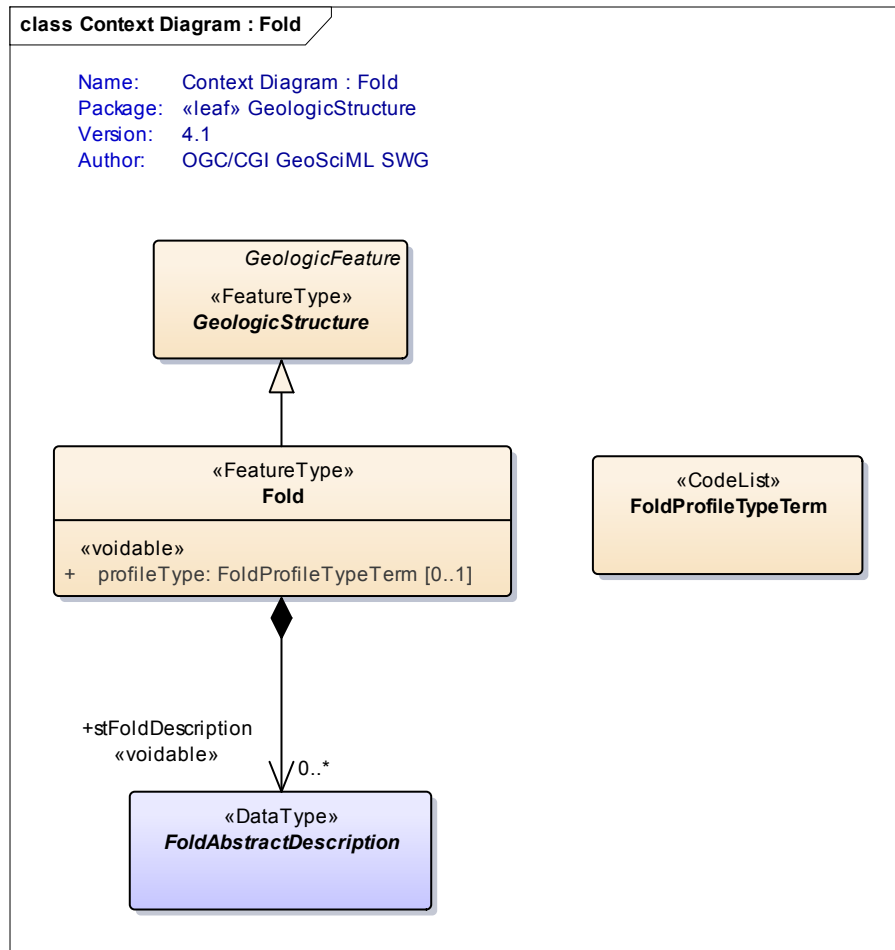 class Context Diagram : Fold
Name: Context Diagram : Fold
Package: «leaf» GeologicStructure
Version: 4.1
Author: OGC/CGI GeoSciML SWG
GeologicFeature
«FeatureType»
GeologicStructure
«FeatureType»
Fold
«voidable»
+ profileType: FoldProfileTypeTerm [0..1]
«CodeList»
FoldProfileTypeTerm
+stFoldDescription
«voidable»
0..*
«DataType»
FoldAbstractDescription